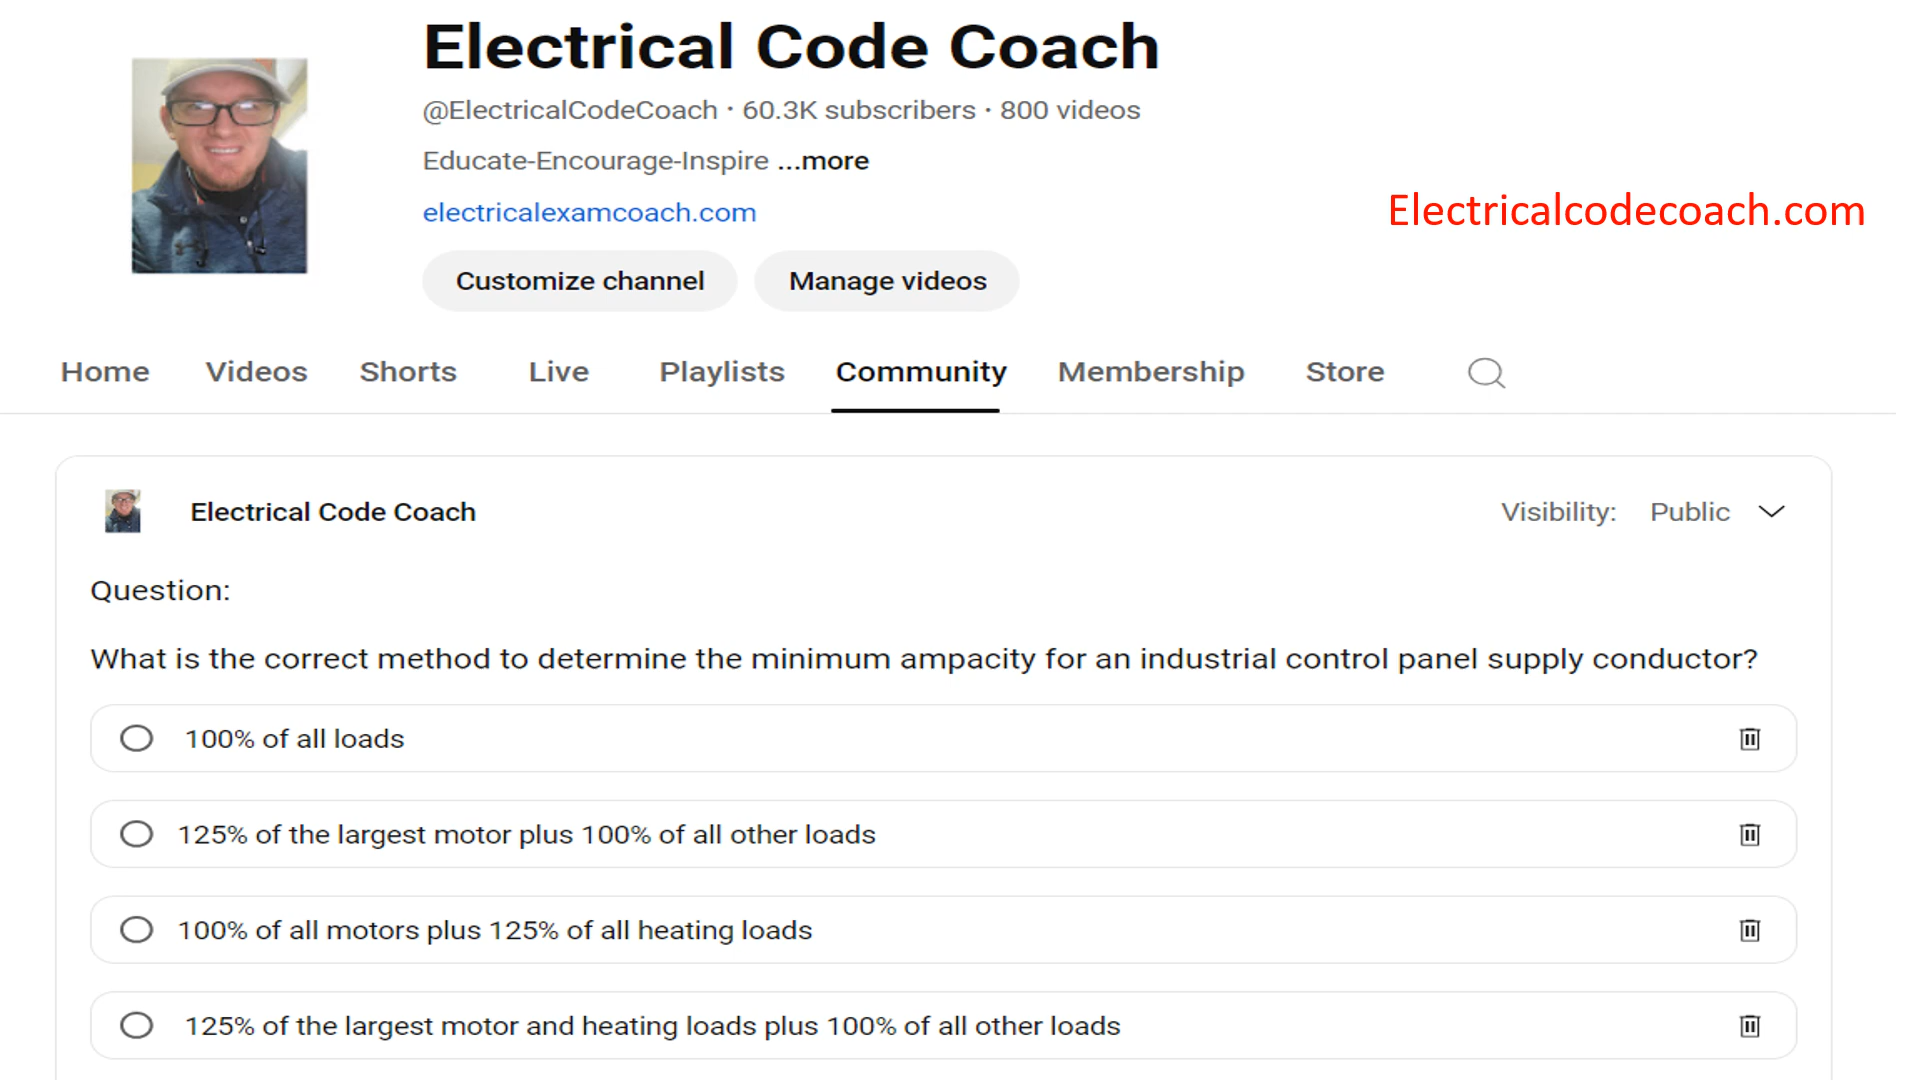 Electrical Code Coach
@ElectricalCodeCoach · 60.3K subscribers · 800 videos
Educate-Encourage-Inspire ...more
electricalexamcoach.com
Electricalcodecoach.com
Customize channel Manage videos
Home Videos Shorts Live Playlists Community Membership Store
Electrical Code Coach Visibility: Public
Question:
What is the correct method to determine the minimum ampacity for an industrial control panel supply conductor?
100% of all loads
125% of the largest motor plus 100% of all other loads
100% of all motors plus 125% of all heating loads
125% of the largest motor and heating loads plus 100% of all other loads